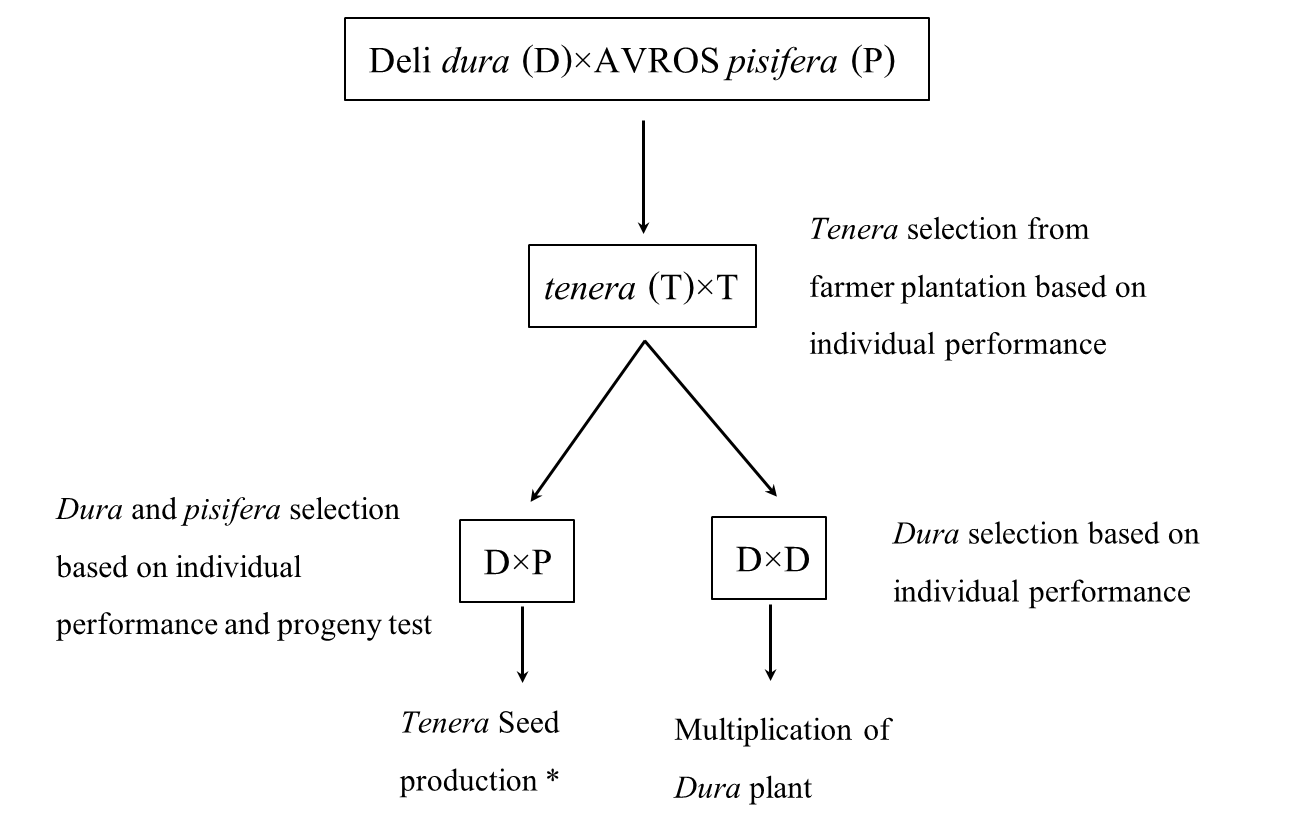 Deli dura (D)×AVROS pisifera (P)
Tenera selection from
farmer plantation based on
individual performance
tenera (T)×T
Dura and pisifera selection
based on individual
performance and progeny test
D×P
D×D
Dura selection based on
individual performance
Tenera Seed
production *
Multiplication of
Dura plant